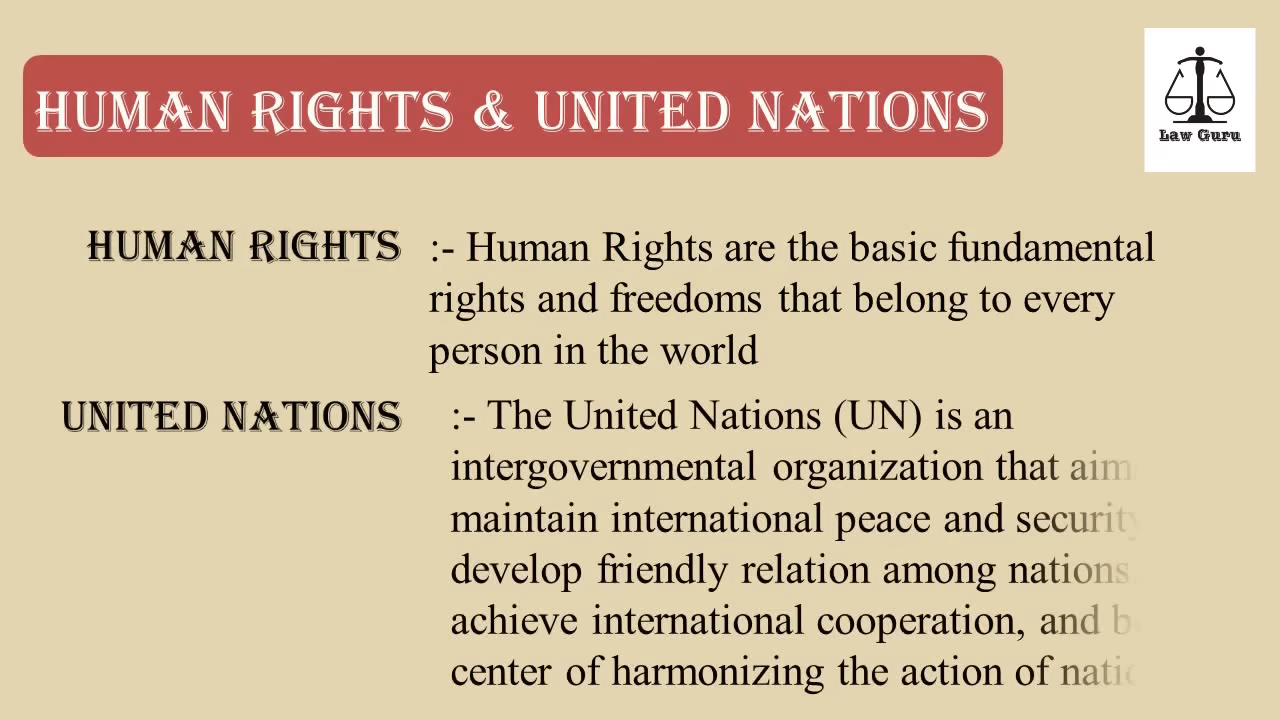 HUMAN RIGHTS & UNITED NATIONS
Law Guru
HUMAN RIGHTS :- Human Rights are the basic fundamental
rights and freedoms that belong to every
person in the world
UNITED NATIONS :- The United Nations (UN) is an
intergovernmental organization that
maintain international peace and security
develop friendly relation among nations
achieve international cooperation, and
center of harmonizing the action of